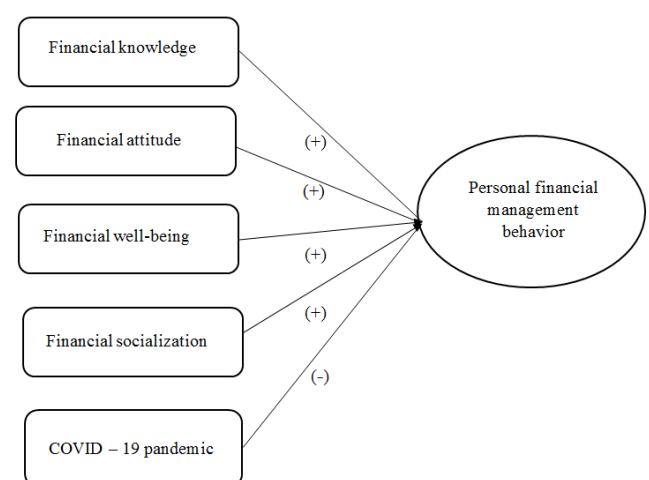 Financial knowledge
(+)
Financial attitude
(+)
Personal financial
management
behavior
Financial well-being
(+)
(+)
Financial socialization
(-)
COVID – 19 pandemic